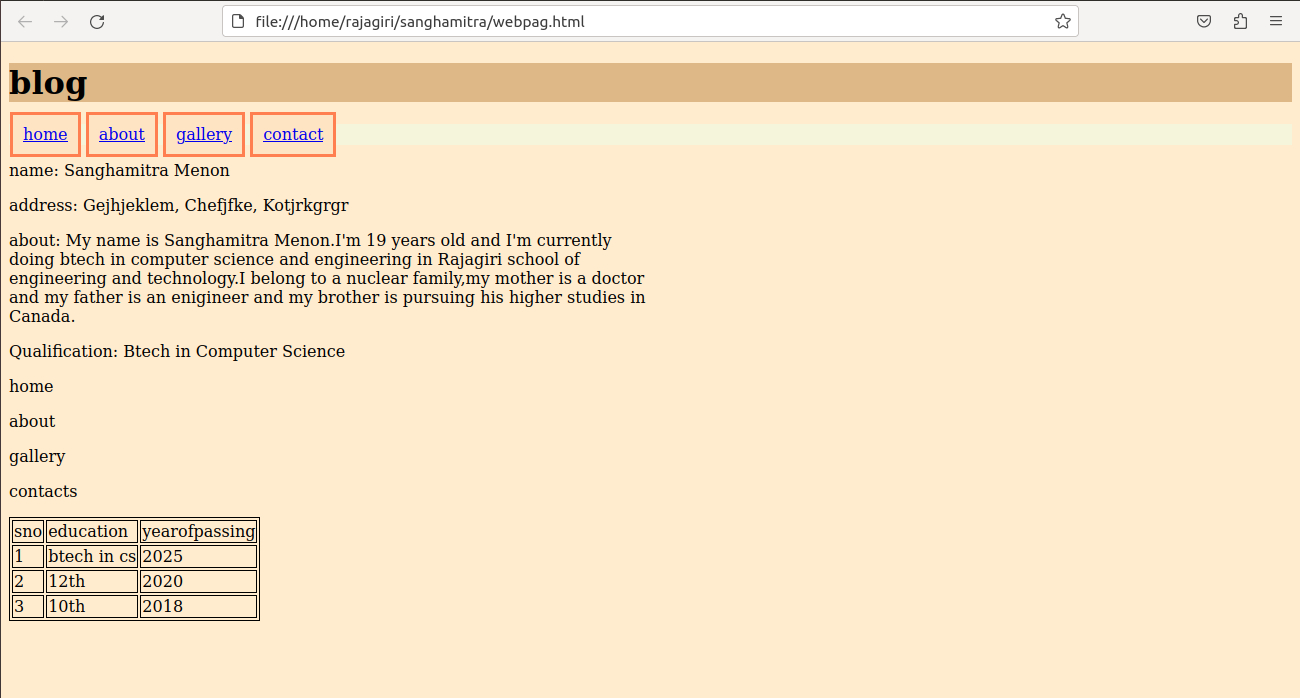 file:///home/rajagiri/sanghamitra/webpag.html
blog
home about gallery contact
name: Sanghamitra Menon
address: Gejhjeklem, Chefjfke, Kotjrkgrgr
about: My name is Sanghamitra Menon.I'm 19 years old and I'm currently
doing btech in computer science and engineering in Rajagiri school of
engineering and technology.I belong to a nuclear family,my mother is a doctor
and my father is an enigineer and my brother is pursuing his higher studies in
Canada.
Qualification: Btech in Computer Science
home
about
gallery
contacts
sno education yearofpassing
1 btech in cs 2025
2 12th 2020
3 10th 2018